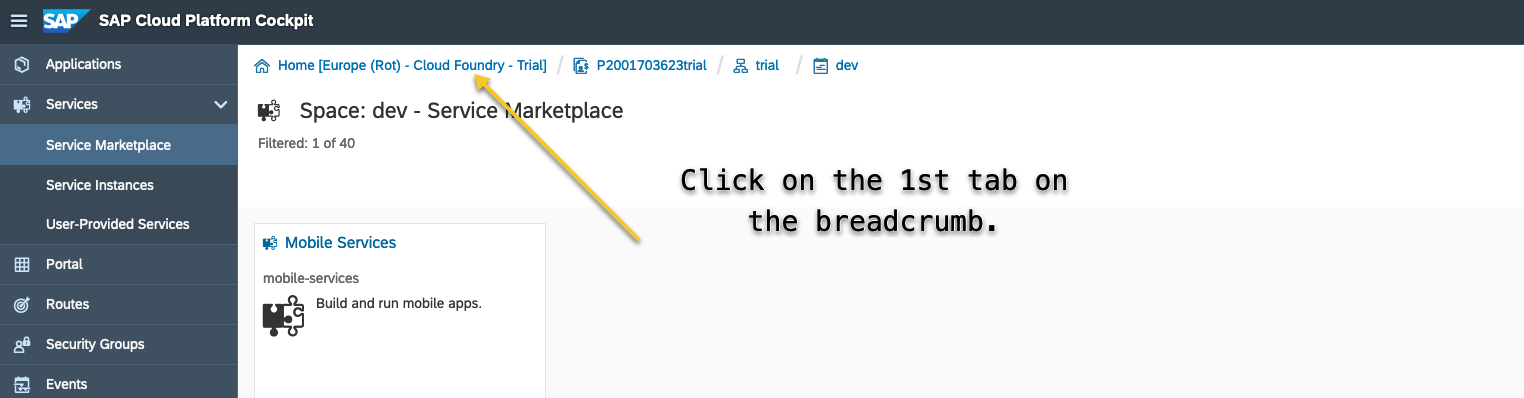 SAP SAP Cloud Platform Cockpit
Applications
Services
Service Marketplace
Service Instances
User-Provided Services
Portal
Routes
Security Groups
Events
Home [Europe (Rot) - Cloud Foundry - Trial] / P2001703623trial / trial / dev
Space: dev - Service Marketplace
Filtered: 1 of 40
Click on the 1st tab on
the breadcrumb.
Mobile Services
mobile-services
Build and run mobile apps.